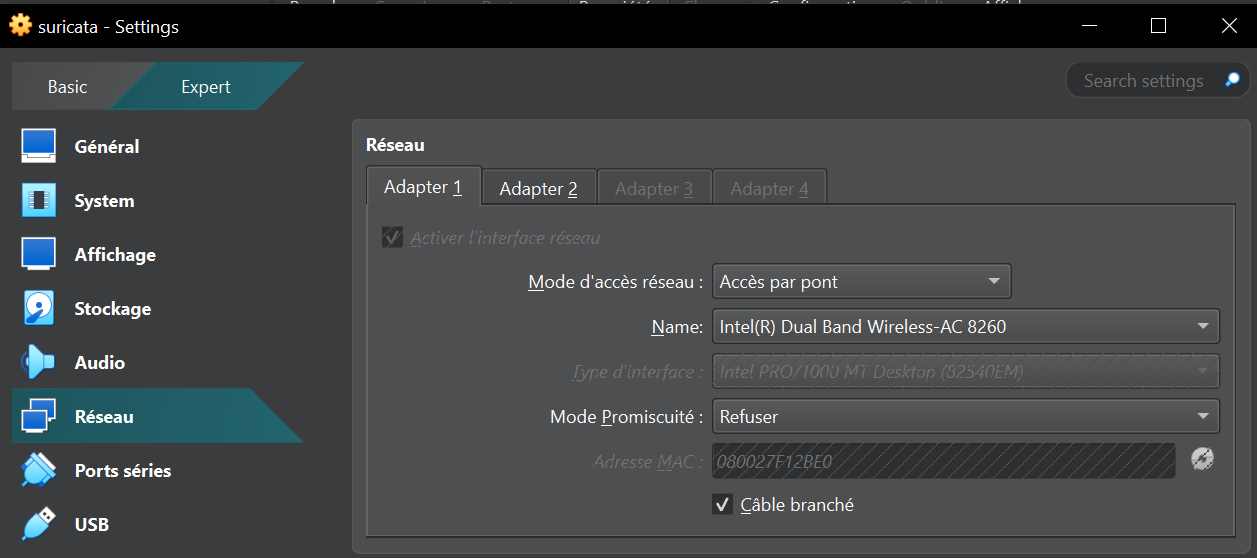 suricata - Settings
Basic
Expert
Search settings
Général
System
Affichage
Stockage
Audio
Réseau
Ports séries
USB
Réseau
Adapter 1
Adapter 2
Adapter 3
Adapter 4
Activer l'interface réseau
Mode d'accès réseau : Accès par pont
Name: Intel(R) Dual Band Wireless-AC 8260
Type d'interface : Intel PRO/1000 MT Desktop (82540EM)
Mode Promiscuité : Refuser
Adresse MAC : 080027F12BE0
Câble branché